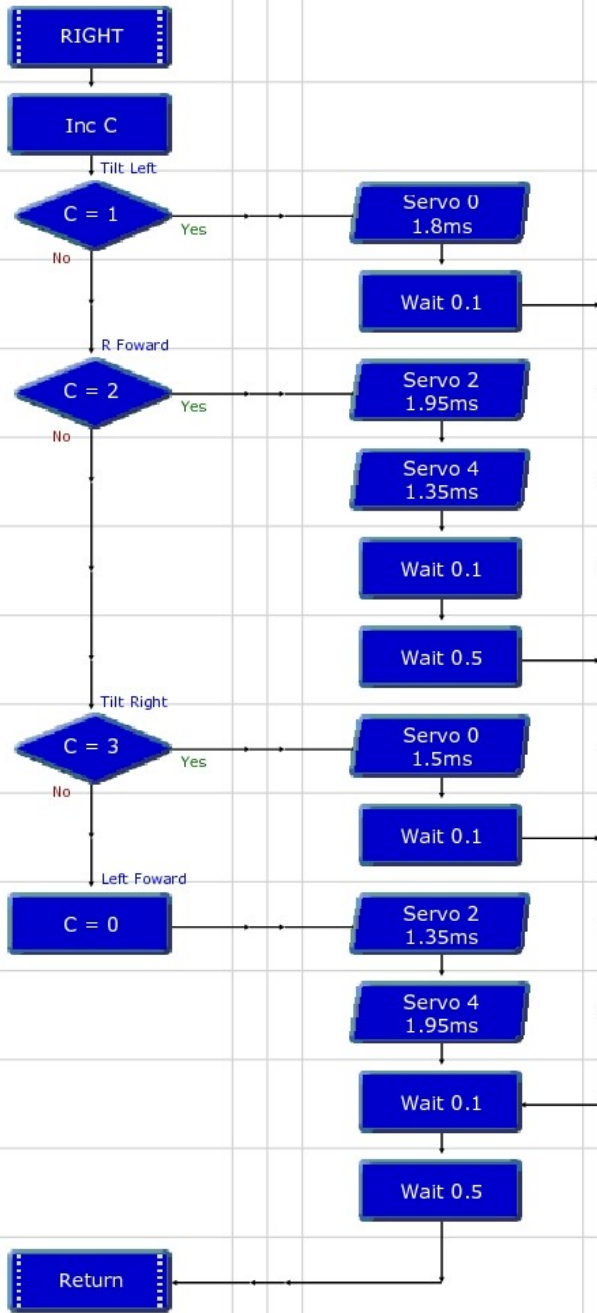 RIGHT
Inc C
Tilt Left
C = 1
Yes
No
Servo 0
1.8ms
Wait 0.1
R Foward
C = 2
Yes
No
Servo 2
1.95ms
Servo 4
1.35ms
Wait 0.1
Wait 0.5
Tilt Right
C = 3
Yes
No
Servo 0
1.5ms
Wait 0.1
Left Foward
C = 0
Servo 2
1.35ms
Servo 4
1.95ms
Wait 0.1
Wait 0.5
Return